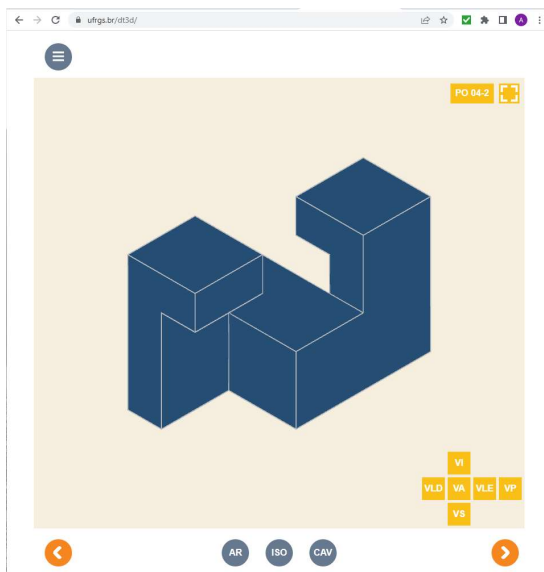 ufrgs.br/dt3d/
A
PO 04-2
VI
VLD VA VLE VP
VS
AR ISO CAV